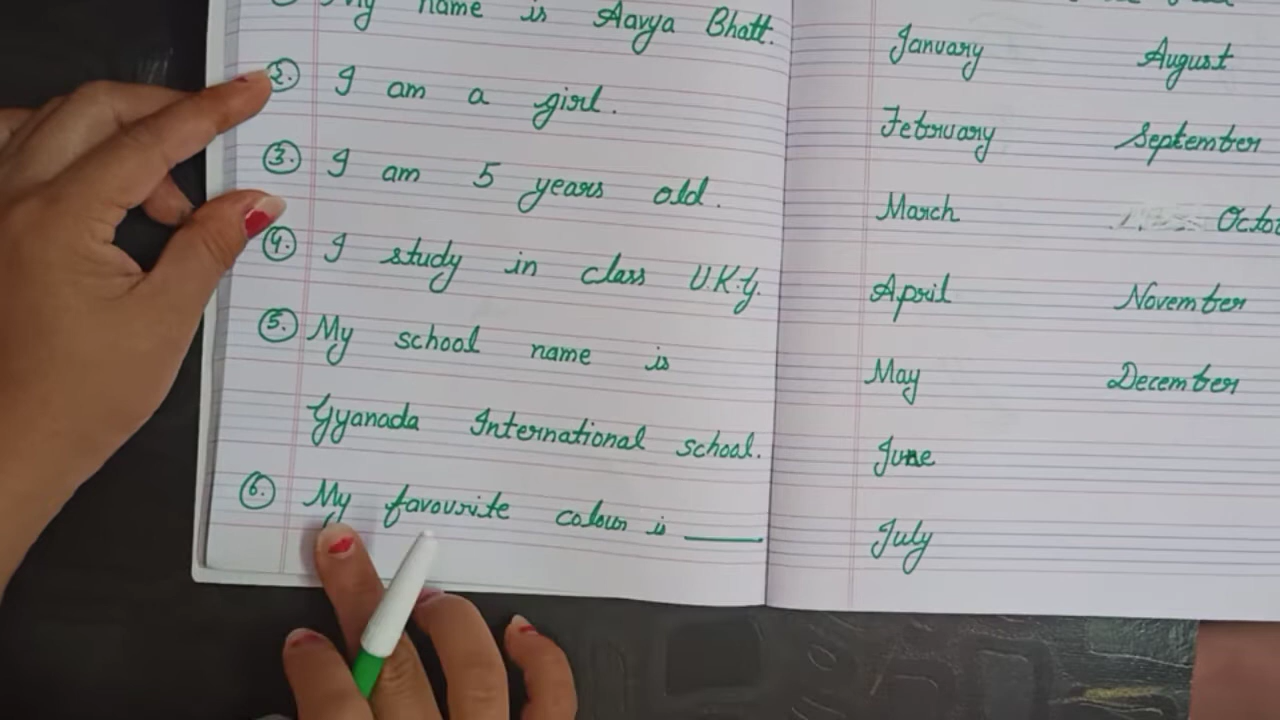 My name is Aavya Bhatt.
2. I am a girl.
3. I am 5 years old.
4. I study in class U.K.G.
5. My school name is
Gyanada International school.
6. My favourite colour is ____
January August
February September
March
April November
May December
June
July